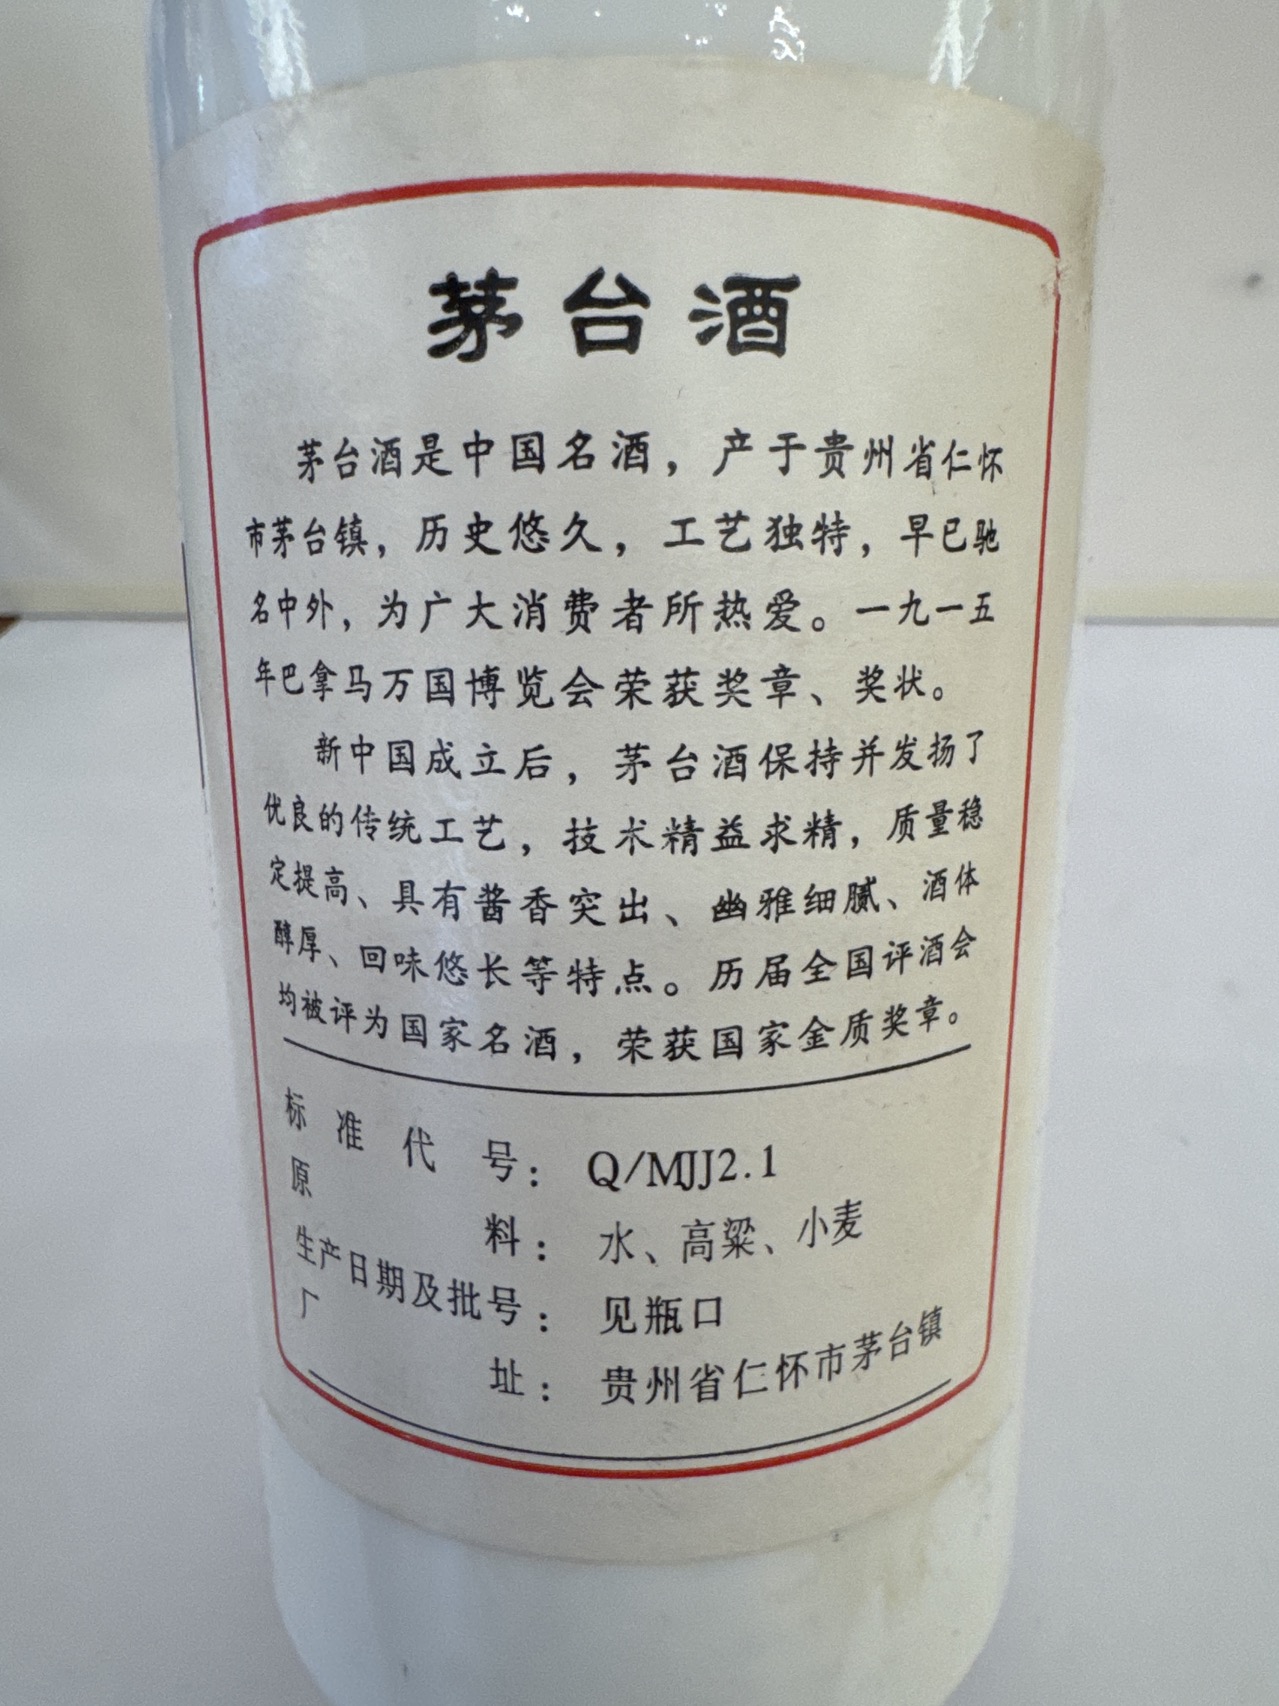 茅台酒
茅台酒是中国名酒，产于贵州省仁怀
市茅台镇，历史悠久，工艺独特，早已驰
名中外，为广大消费者所热爱。一九一五
年巴拿马万国博览会荣获奖章、奖状。
新中国成立后，茅台酒保持并发扬了
优良的传统工艺，技术精益求精，质量稳
定提高、具有酱香突出、幽雅细腻、酒体
醇厚、回味悠长等特点。历届全国评酒会
均被评为国家名酒，荣获国家金质奖章。
标准代号：Q/MJJ2.1
原料：水、高粱、小麦
生产日期及批号：见瓶口
厂址：贵州省仁怀市茅台镇